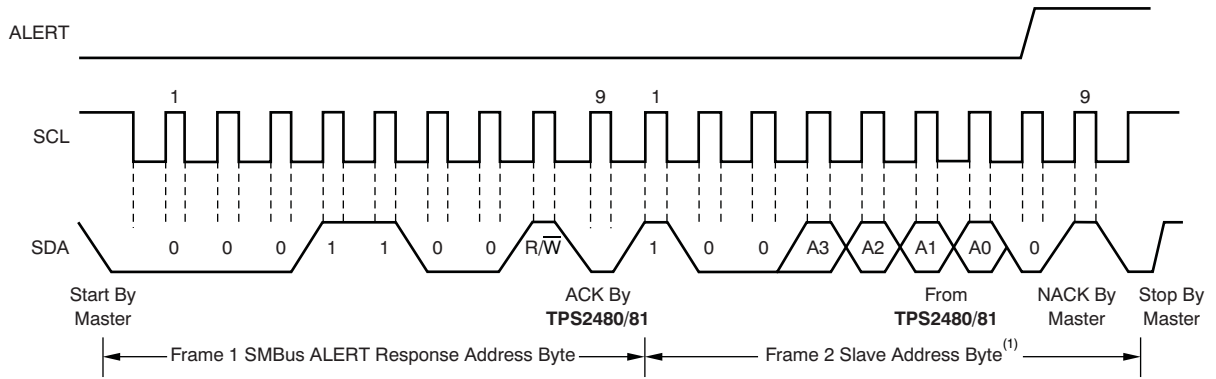 ALERT
1 9 1 9
SCL
SDA
0 0 0 1 1 0 0 R/W̅ 1 0 0 A3 A2 A1 A0 0
Start By
Master
ACK By
TPS2480/81
From
TPS2480/81
NACK By
Master
Stop By
Master
Frame 1 SMBus ALERT Response Address Byte
Frame 2 Slave Address Byte(1)